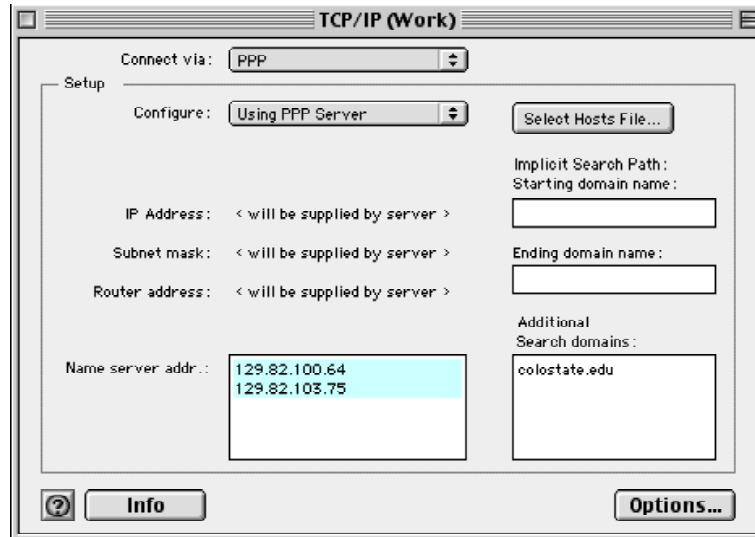 TCP/IP (Work)
Connect via: PPP
Setup
Configure: Using PPP Server
Select Hosts File...
Implicit Search Path:
Starting domain name:
IP Address: < will be supplied by server >
Subnet mask: < will be supplied by server >
Ending domain name:
Router address: < will be supplied by server >
Additional
Search domains:
Name server addr.: 129.82.100.64
129.82.103.75
colostate.edu
?
Info
Options...